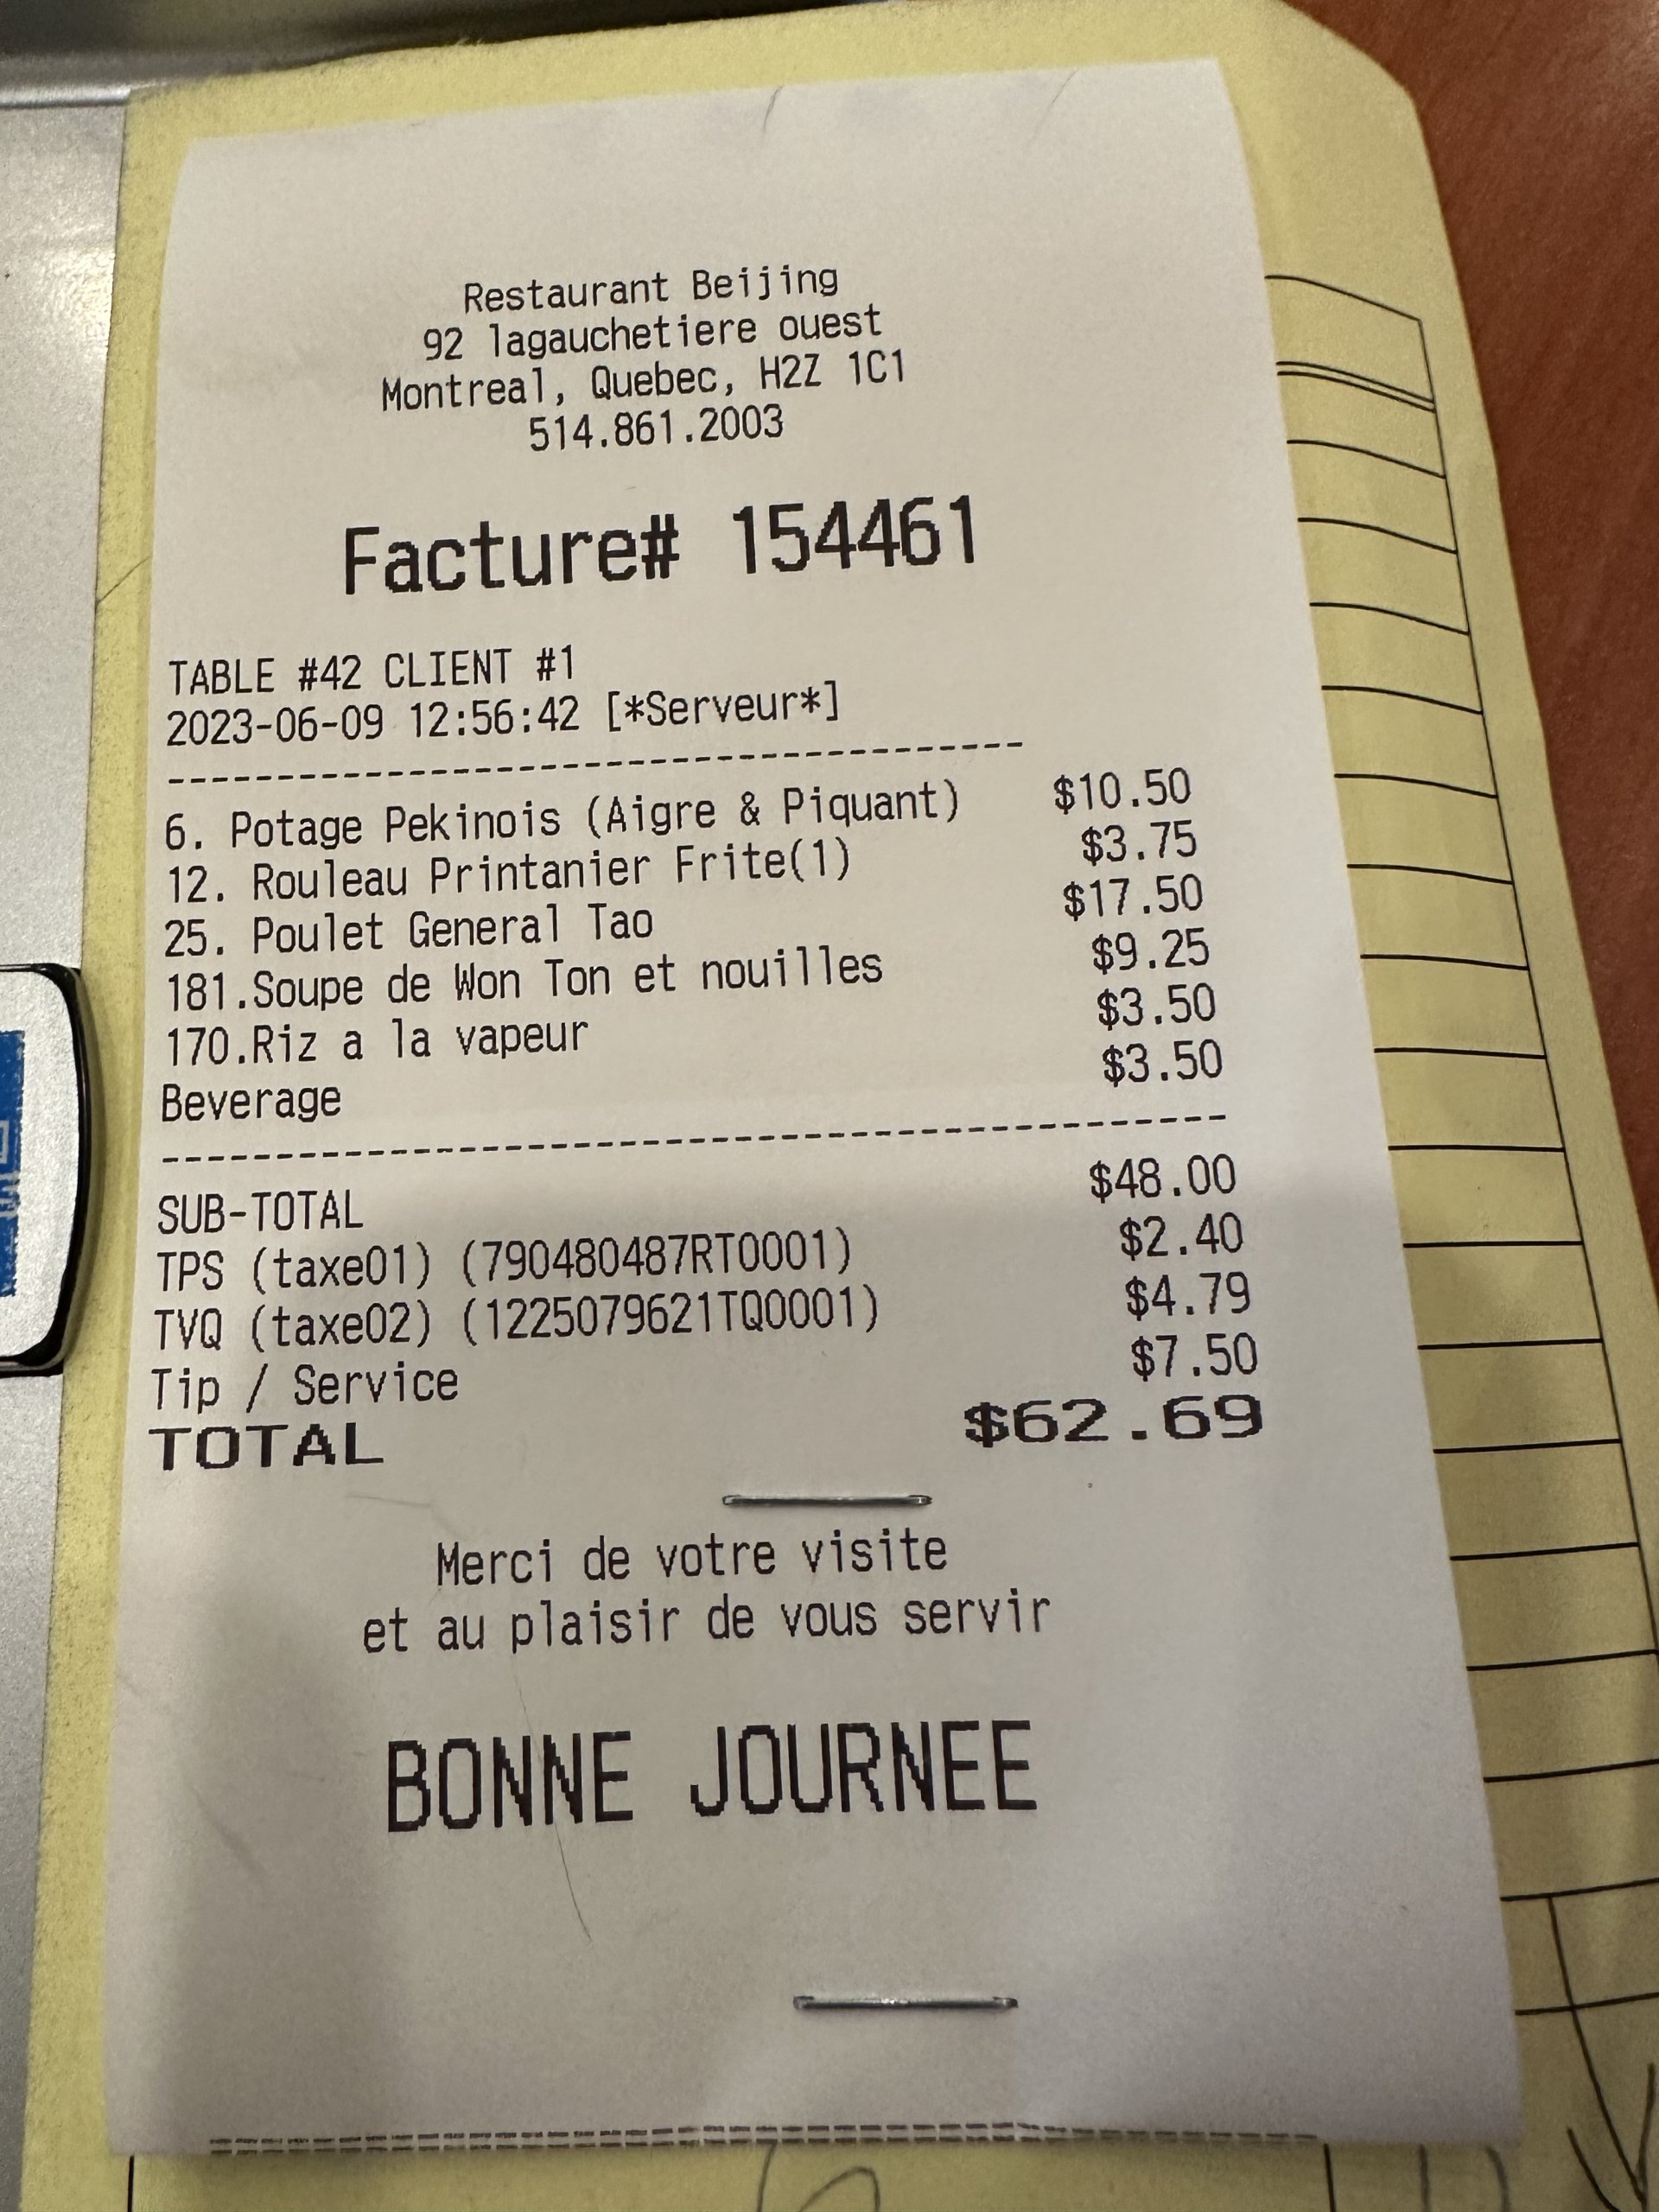 Restaurant Beijing
92 lagauchetiere ouest
Montreal, Quebec, H2Z 1C1
514.861.2003
Facture# 154461
TABLE #42 CLIENT #1
2023-06-09 12:56:42 [*Serveur*]
6. Potage Pekinois (Aigre & Piquant) $10.50
12. Rouleau Printanier Frite(1) $3.75
25. Poulet General Tao $17.50
181.Soupe de Won Ton et nouilles $9.25
170.Riz a la vapeur $3.50
Beverage $3.50
SUB-TOTAL $48.00
TPS (taxe01) (790480487RT0001) $2.40
TVQ (taxe02) (1225079621TQ0001) $4.79
Tip / Service $7.50
TOTAL $62.69
Merci de votre visite
et au plaisir de vous servir
BONNE JOURNEE